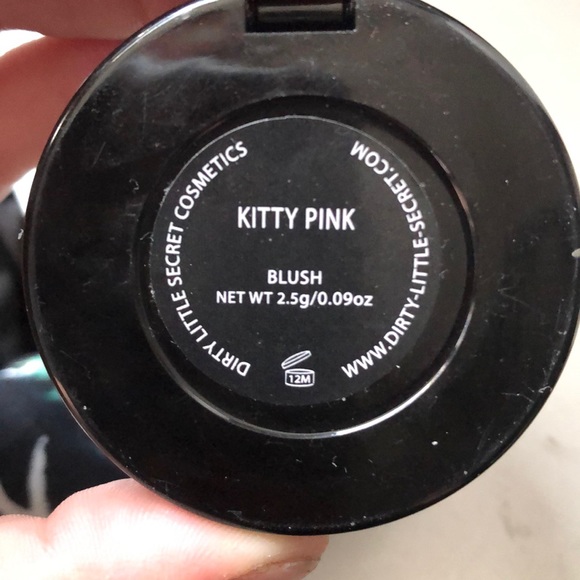 DIRTY LITTLE SECRET COSMETICS
WWW.DIRTY-LITTLE-SECRET.COM
KITTY PINK
BLUSH
NET WT 2.5g/0.09oz
12M